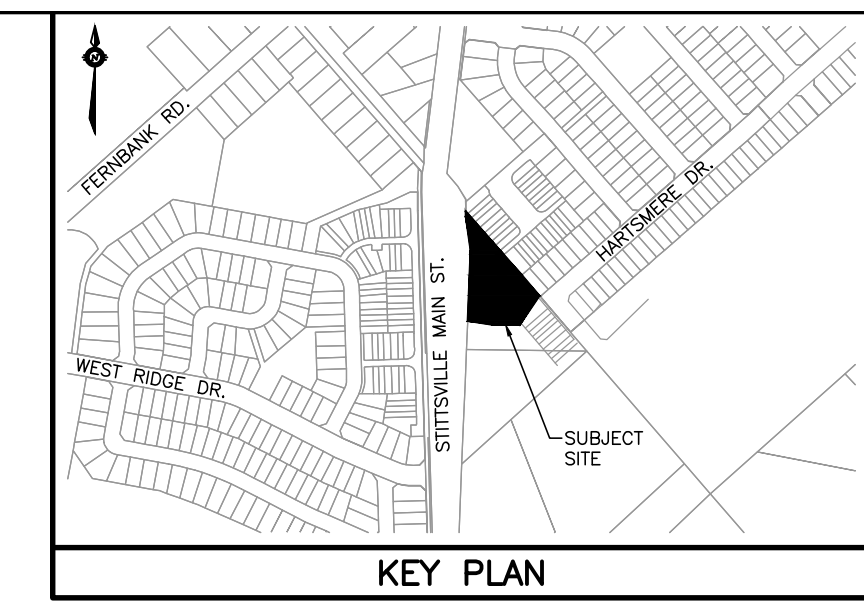 N
FERNBANK RD.
HARTSMERE DR.
STITTSVILLE MAIN ST.
WEST RIDGE DR.
SUBJECT
SITE
KEY PLAN